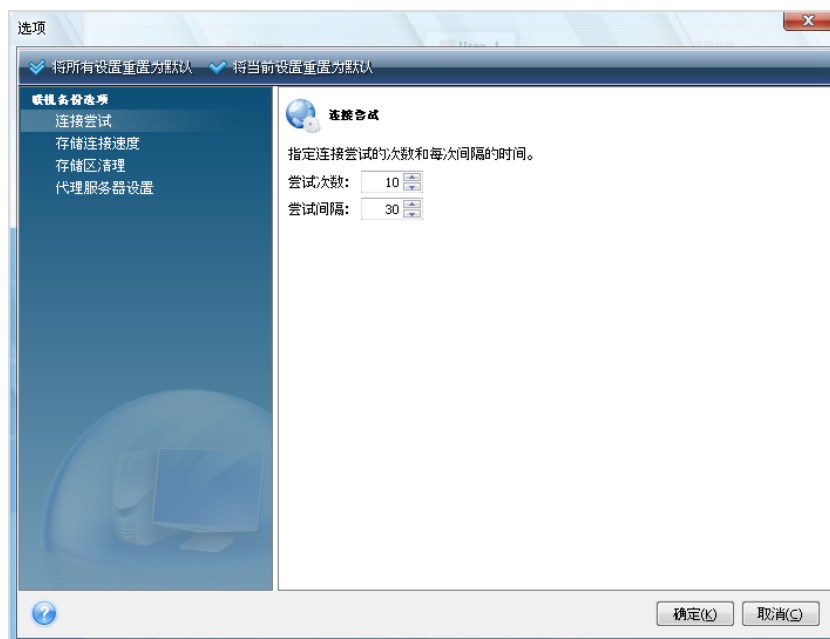 选项
将所有设置重置为默认 将当前设置重置为默认
联机备份选项
连接尝试
存储连接速度
存储区清理
代理服务器设置
连接尝试
指定连接尝试的次数和每次间隔的时间。
尝试次数: 10
尝试间隔: 30
确定(K) 取消(C)